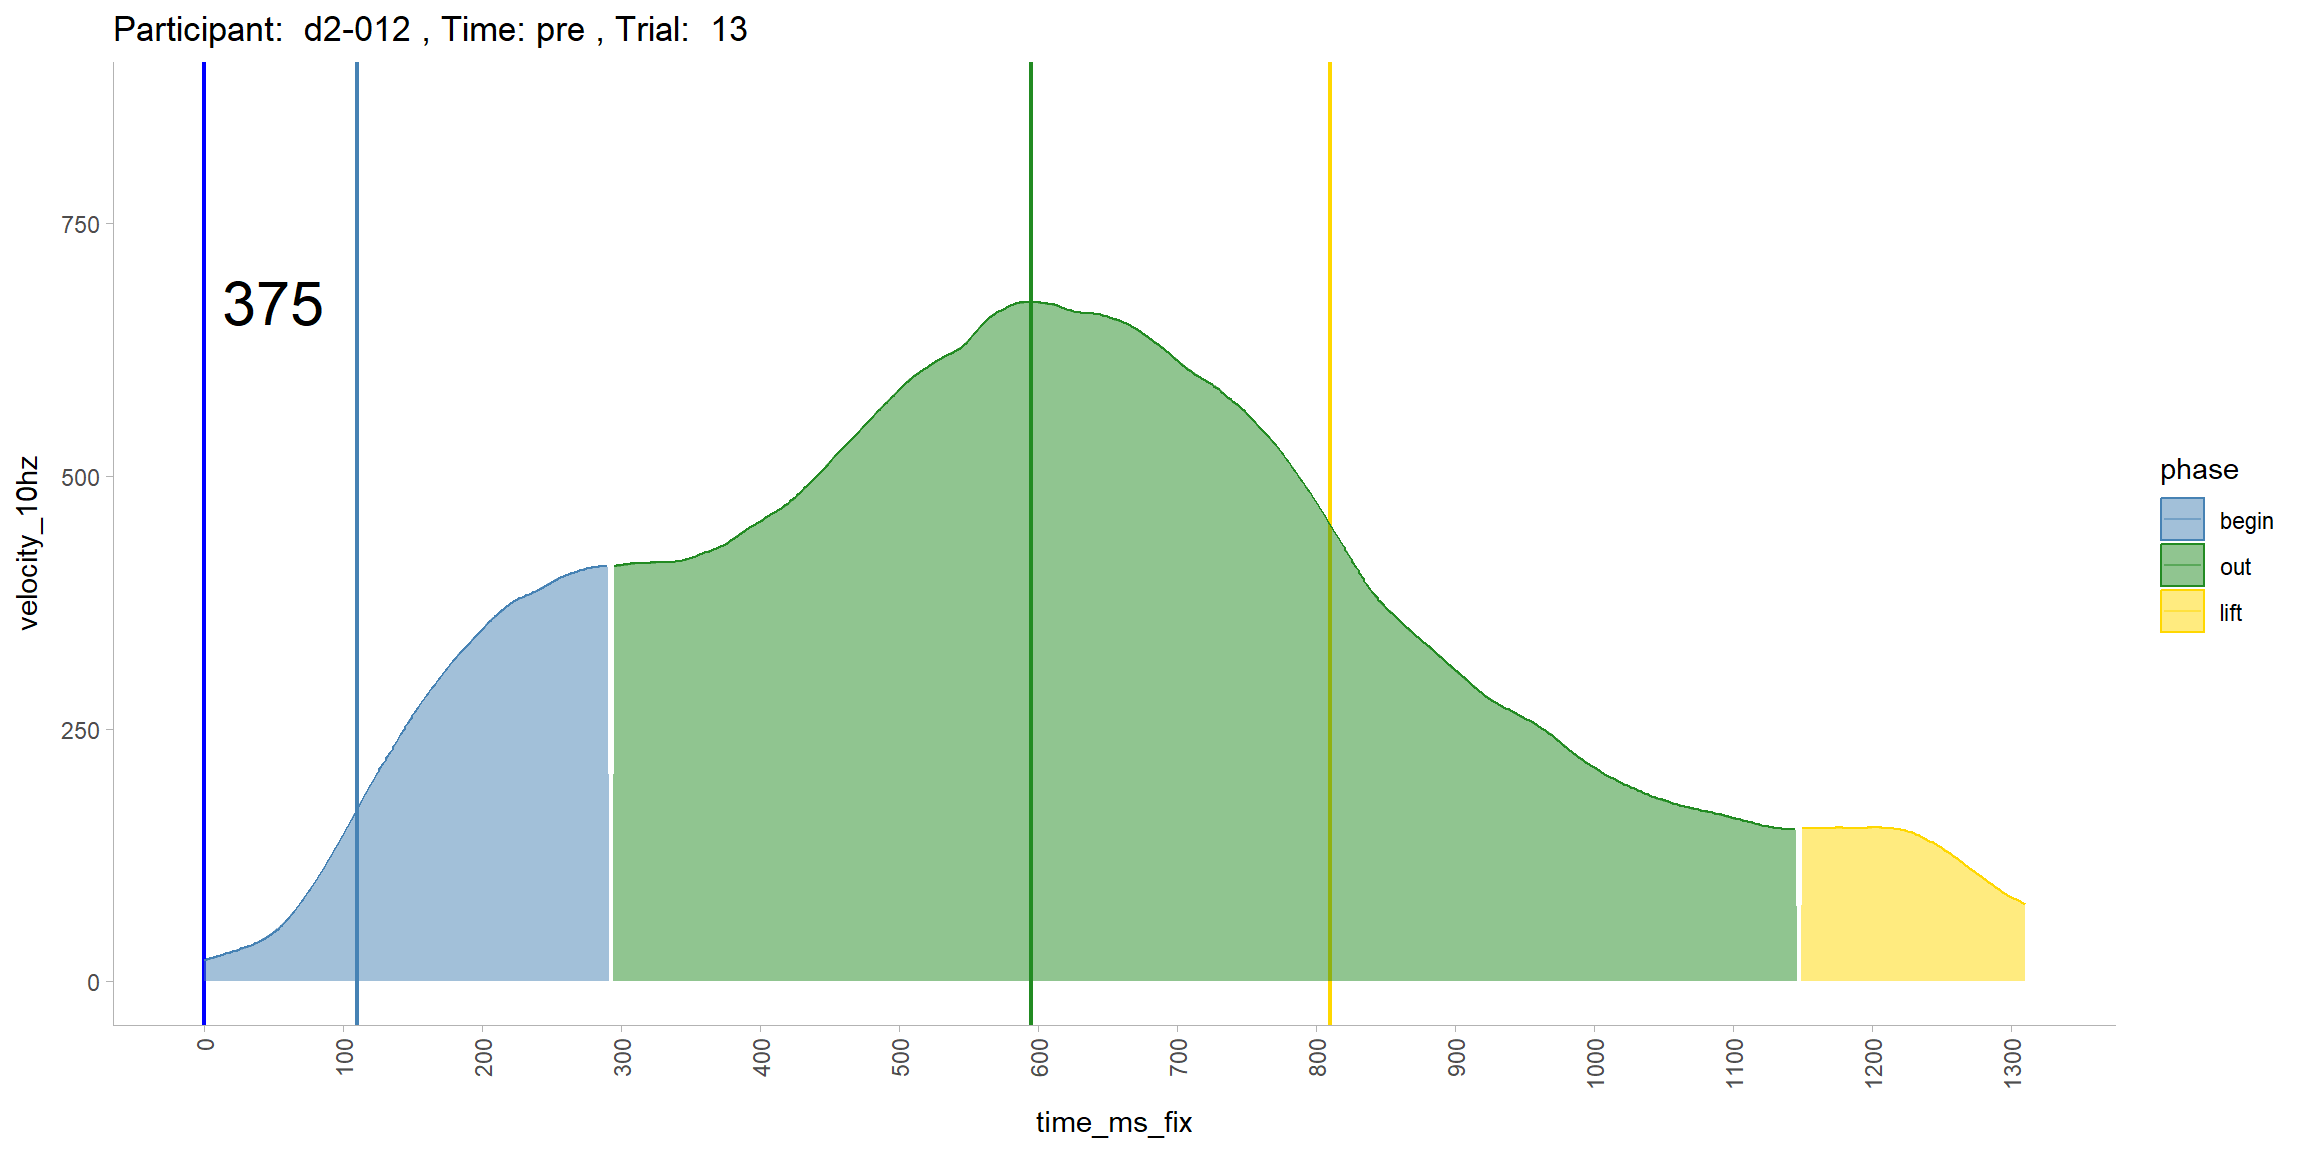 Participant:  d2-012 , Time: pre , Trial:  13
750
500
250
0
velocity_10hz
375
0 100 200 300 400 500 600 700 800 900 1000 1100 1200 1300
time_ms_fix
phase
begin
out
lift